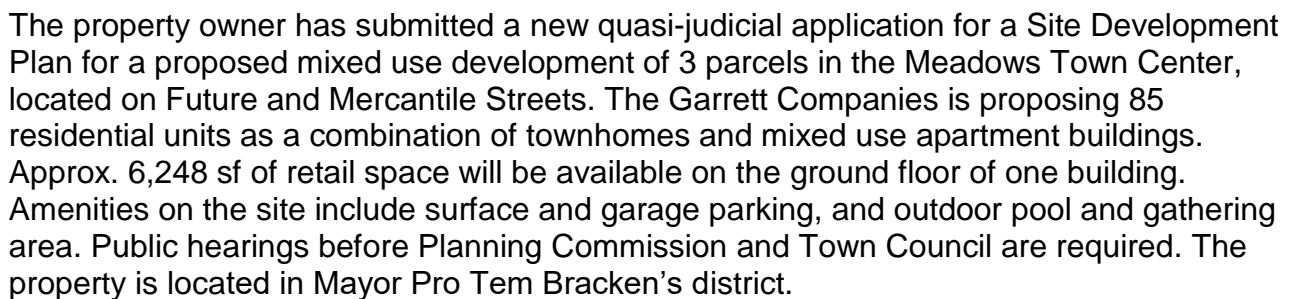 The property owner has submitted a new quasi-judicial application for a Site Development
Plan for a proposed mixed use development of 3 parcels in the Meadows Town Center,
located on Future and Mercantile Streets. The Garrett Companies is proposing 85
residential units as a combination of townhomes and mixed use apartment buildings.
Approx. 6,248 sf of retail space will be available on the ground floor of one building.
Amenities on the site include surface and garage parking, and outdoor pool and gathering
area. Public hearings before Planning Commission and Town Council are required. The
property is located in Mayor Pro Tem Bracken’s district.